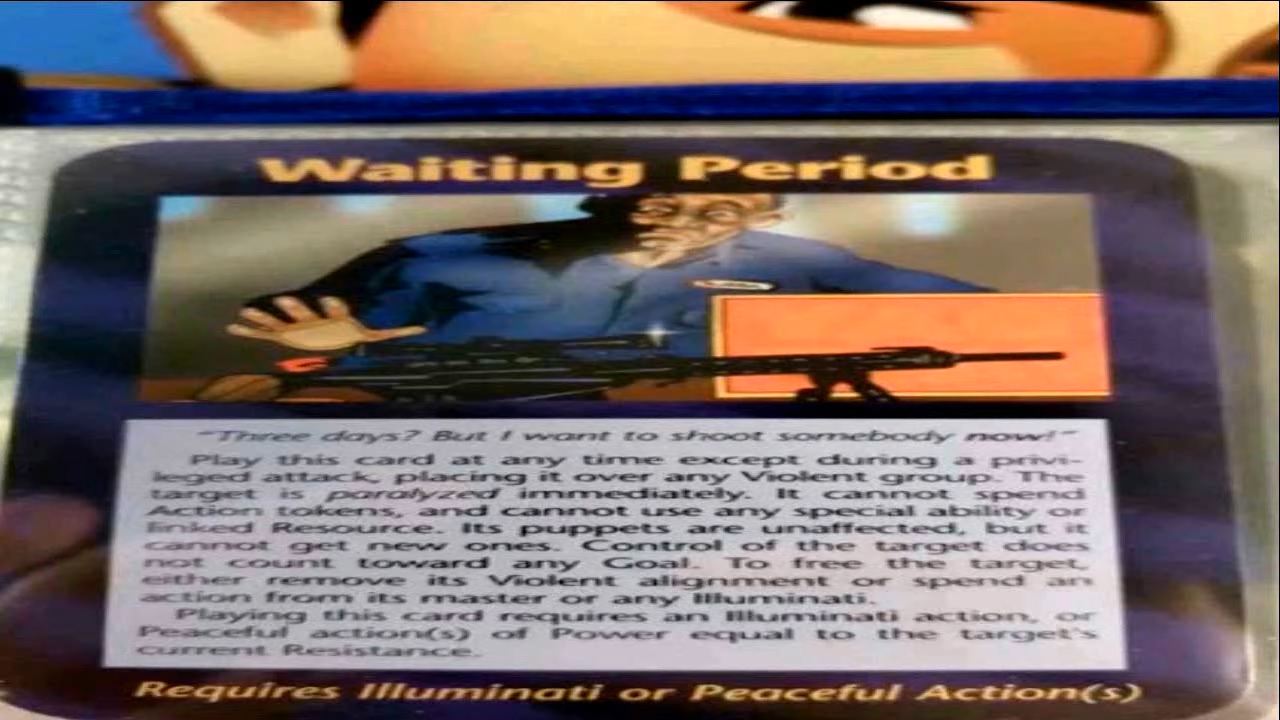 Waiting Period
"Three days? But I want to shoot somebody now!"
Play this card at any time except during a privi-
leged attack, placing it over any Violent group. The
target is paralyzed immediately. It cannot spend
Action tokens, and cannot use any special ability or
linked Resource. Its puppets are unaffected, but it
cannot get new ones. Control of the target does
not count toward any Goal. To free the target,
either remove its Violent alignment or spend an
action from its master or any Illuminati.
Playing this card requires an Illuminati action, or
Peaceful action(s) of Power equal to the target's
current Resistance.
Requires Illuminati or Peaceful Action(s)